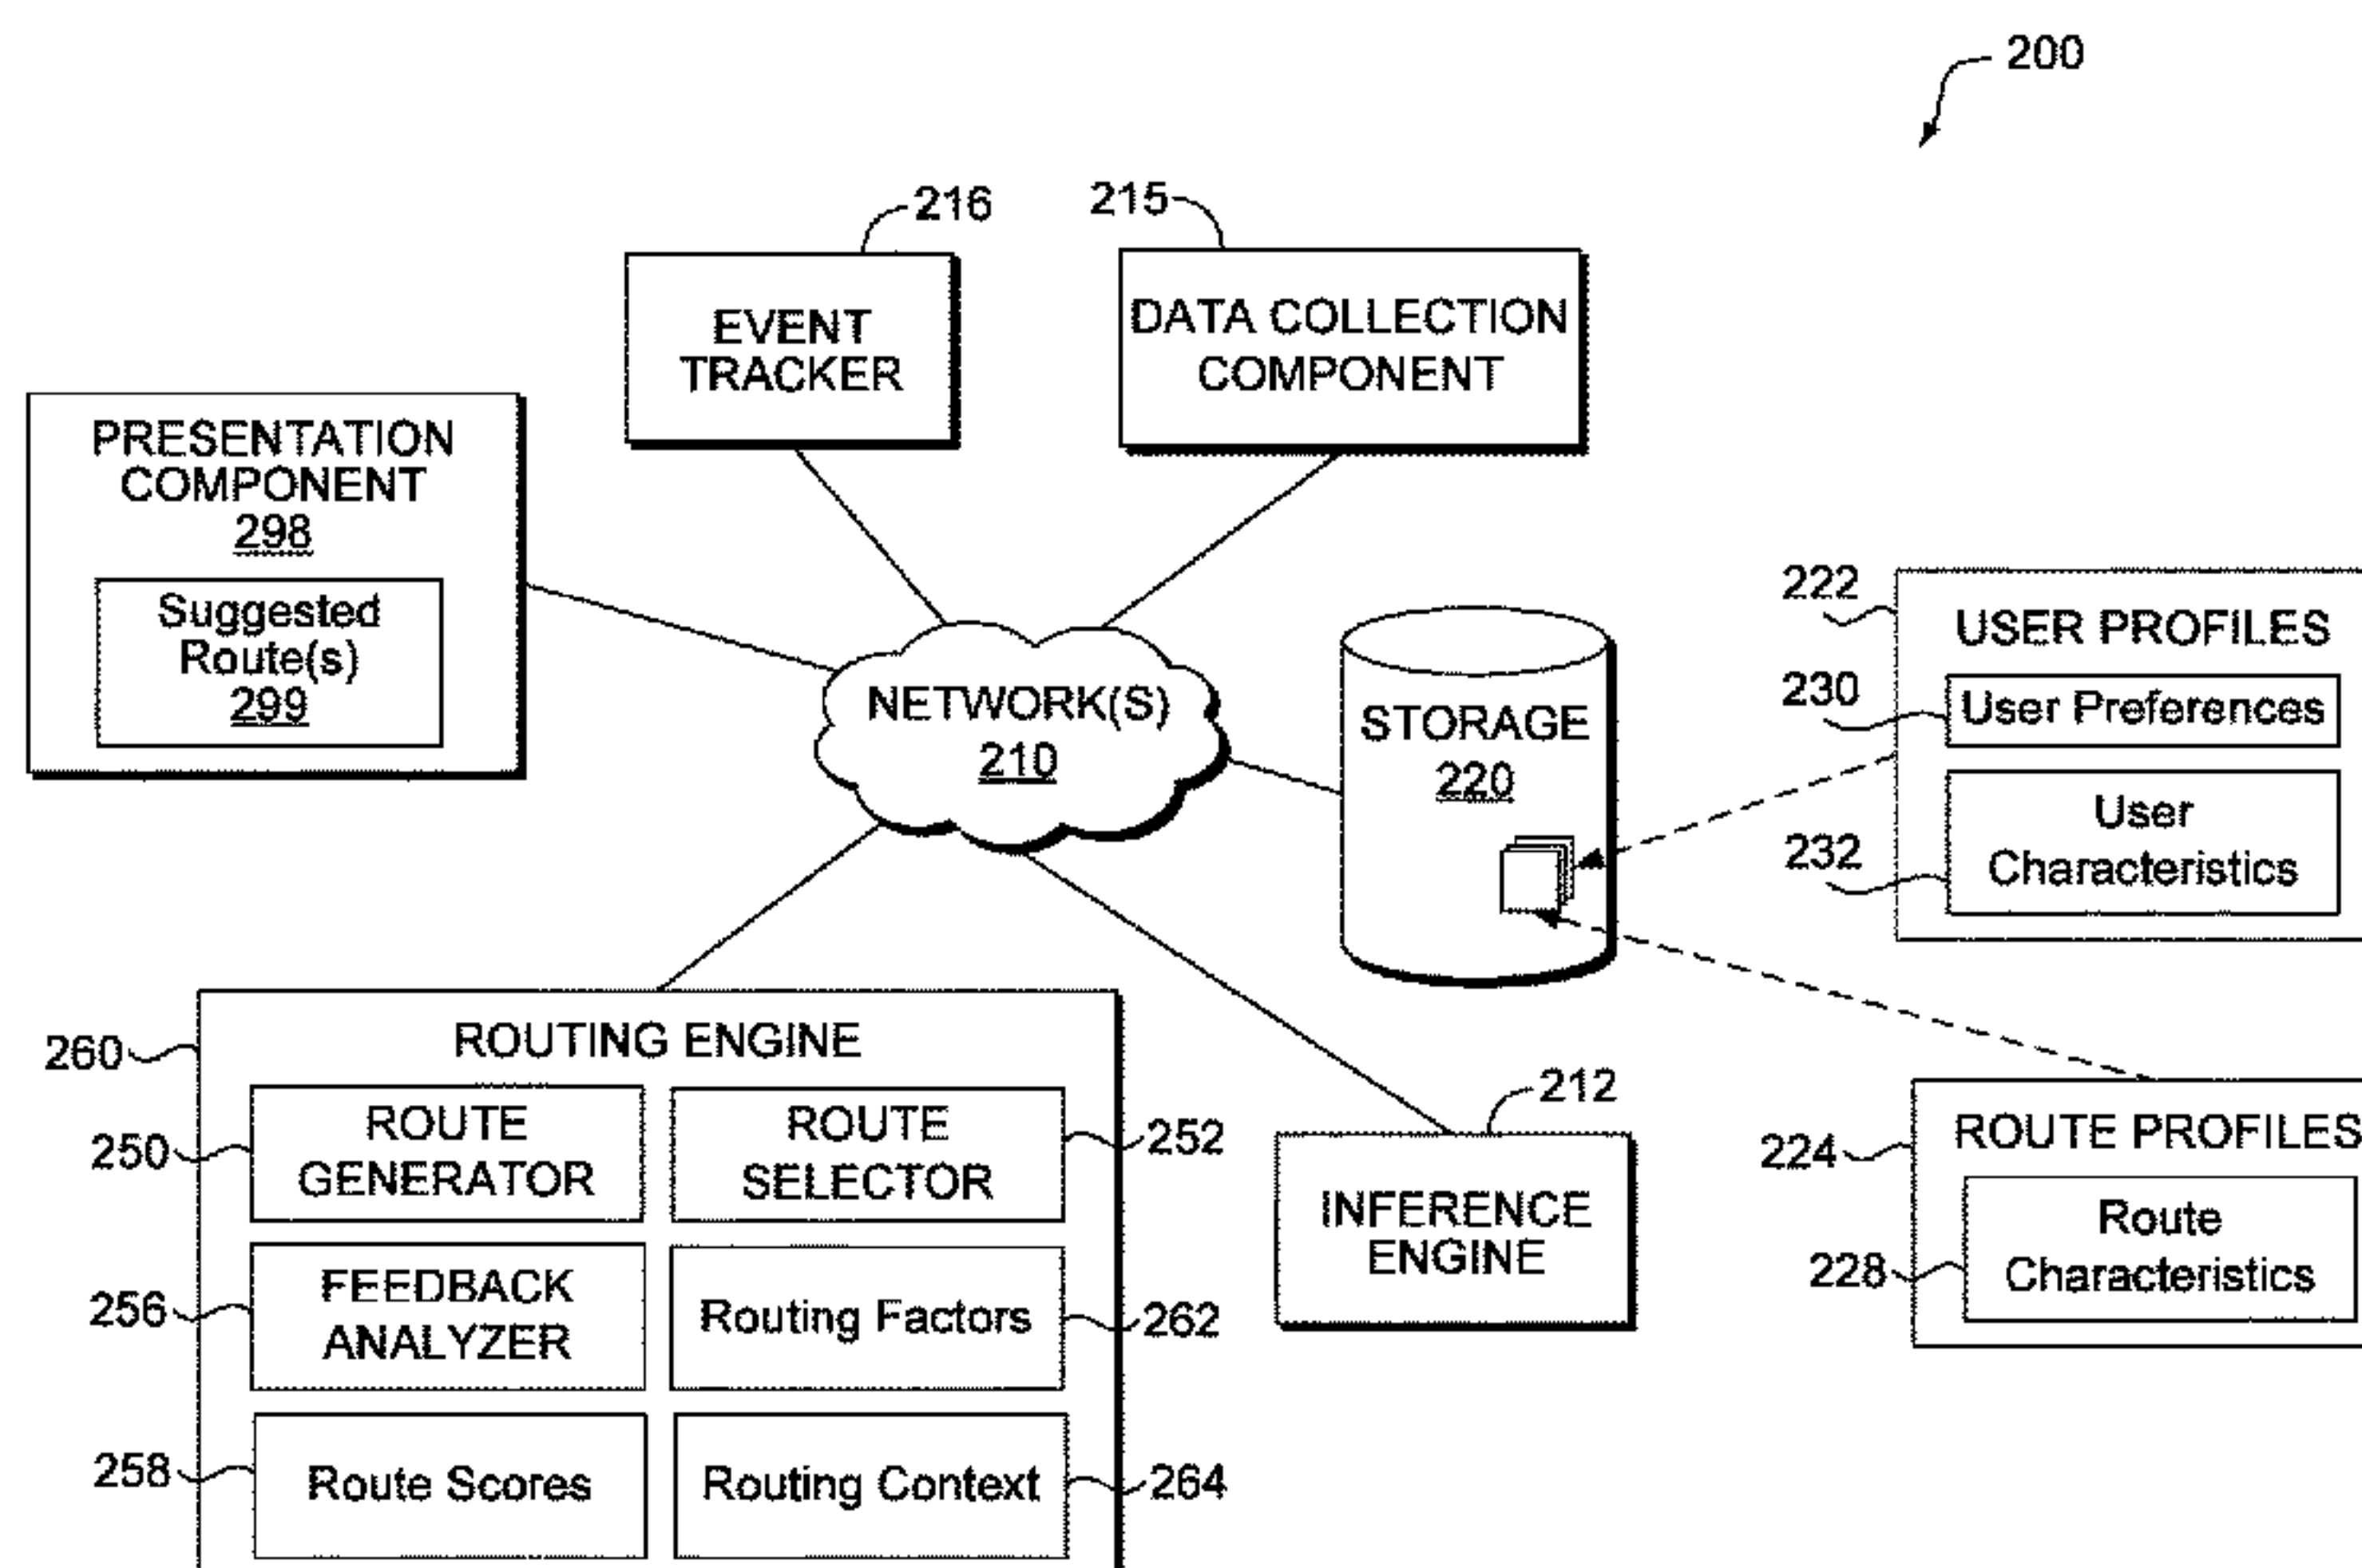 200
216
215
EVENT
TRACKER
DATA COLLECTION
COMPONENT
PRESENTATION
COMPONENT
298
Suggested
Route(s)
299
NETWORK(S)
210
STORAGE
220
222
USER PROFILES
230
User Preferences
232
User
Characteristics
260
ROUTING ENGINE
250
ROUTE
GENERATOR
ROUTE
SELECTOR
252
256
FEEDBACK
ANALYZER
Routing Factors
262
258
Route Scores
Routing Context
264
212
INFERENCE
ENGINE
224
ROUTE PROFILES
228
Route
Characteristics